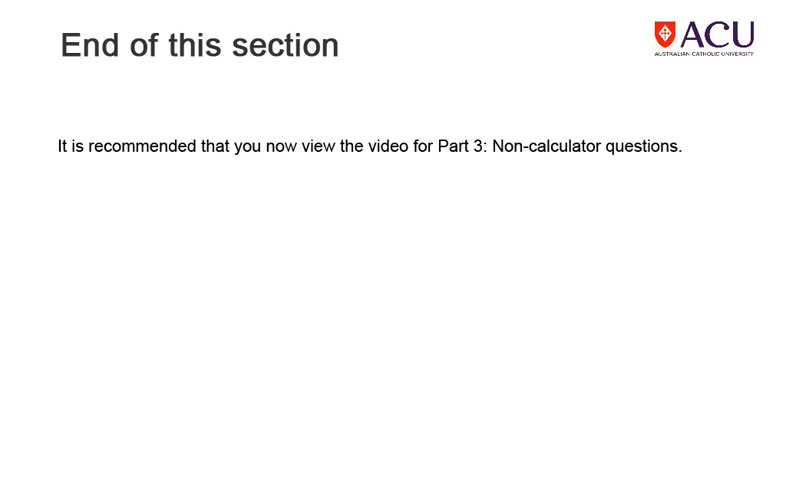 End of this section
ACU
AUSTRALIAN CATHOLIC UNIVERSITY
It is recommended that you now view the video for Part 3: Non-calculator questions.